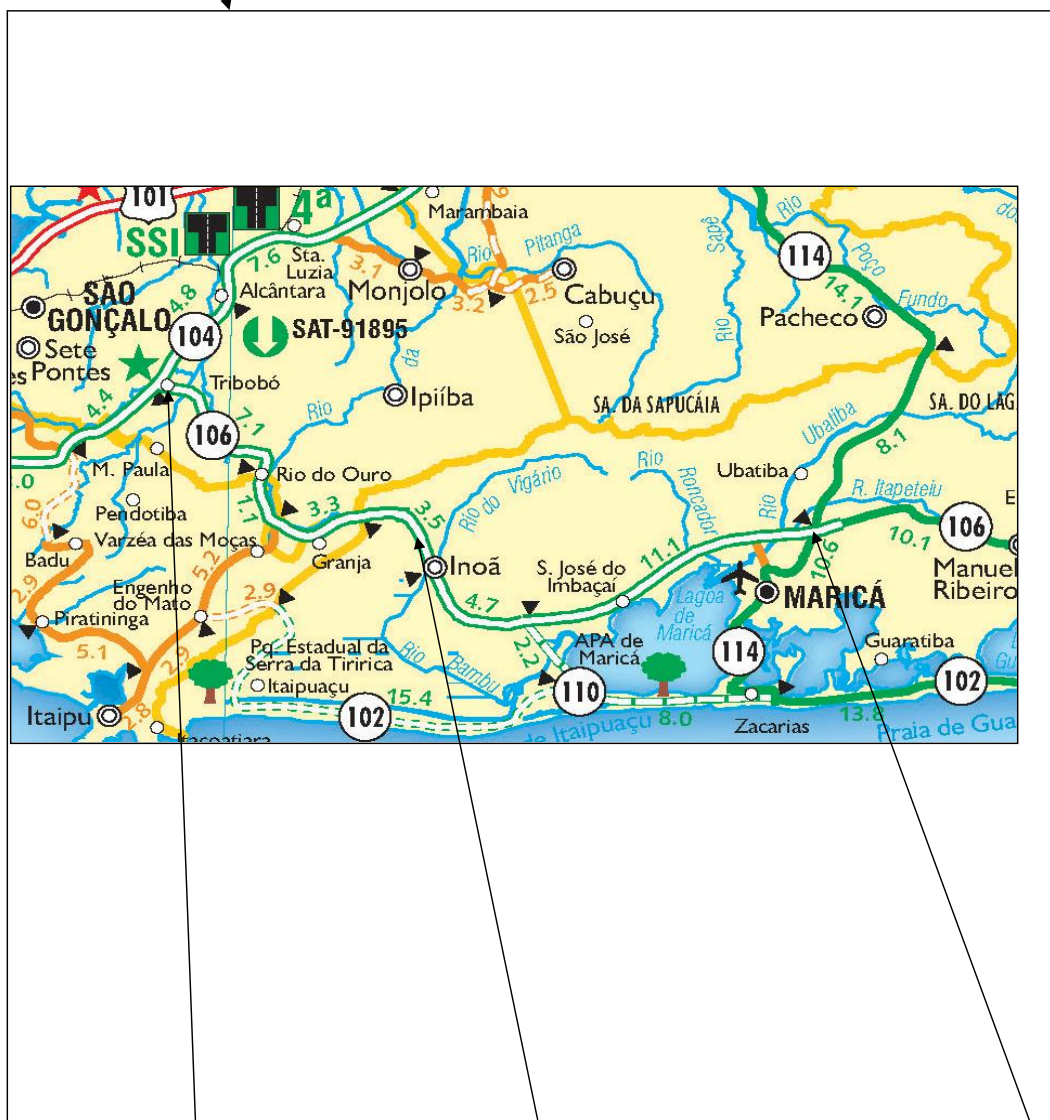 101
4ª
SSI
Marambaia
Sapê
Rio
114
Rio
Pitanga
Poço
7.6
Sta.
Luzia
3.1
Monjolo
3.2
2.5
Cabuçu
14.1
Fundo
4.8
Alcântara
SÃO
GONÇALO
104
SAT-91895
São José
Rio
Pacheco
Sete
Pontes
Tribobó
da
Ipiíba
SA. DA SAPUCÁIA
SA. DO LAG
4.4
106
7.1
Rio
Ubatiba
8.1
.0
M. Paula
Rio do Ouro
Rio do Vigário
Rio
Roncador
Ubatiba
Rio
R. Itapeteiu
6.0
Pendotiba
1.1
3.3
3.5
Varzéa das Moças
106
10.1
Badu
5.2
Granja
11.1
10.6
2.9
Engenho
do Mato
2.9
Inoã
S. José do
Imbaçaí
Manuel
Ribeiro
4.7
Lagoa
de
Maricá
MARICÁ
Piratininga
5.1
2.9
Pq. Estadual da
Serra da Tiririca
Rio
Bambu
2.2
APA de
Maricá
114
Guaratiba
Itaipuaçu
15.4
110
102
Itaipu
2.8
102
8.0
Zacarias
13.8
Itacoatiara
de Itaipuaçu
Praia de Gua